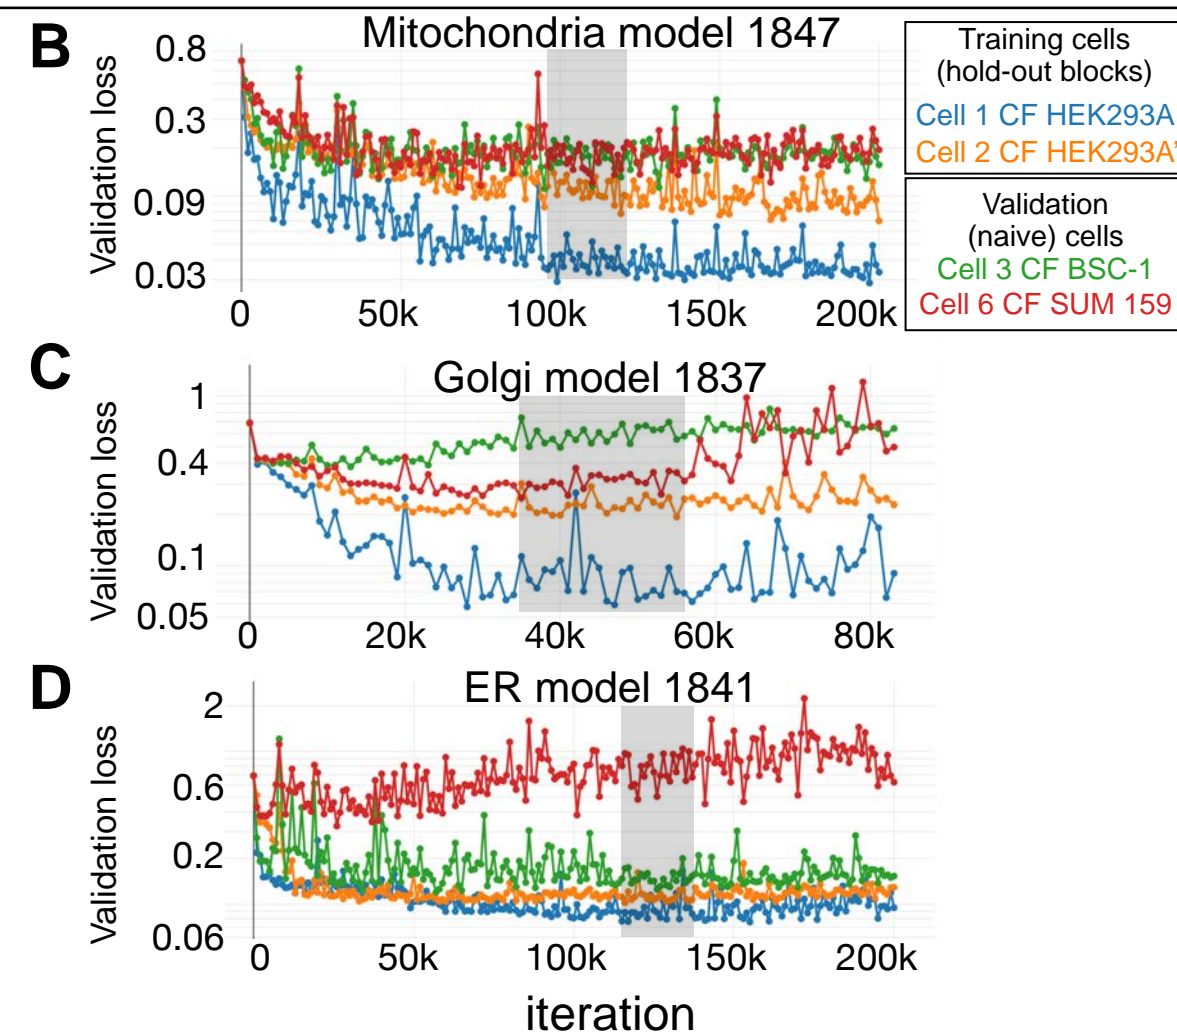 B
Mitochondria model 1847
Validation loss
0.8
0.3
0.09
0.03
0
50k
100k
150k
200k
Training cells
(hold-out blocks)
Cell 1 CF HEK293A
Cell 2 CF HEK293A'
Validation
(naive) cells
Cell 3 CF BSC-1
Cell 6 CF SUM 159
C
Golgi model 1837
Validation loss
1
0.4
0.1
0.05
0
20k
40k
60k
80k
D
ER model 1841
Validation loss
2
0.6
0.2
0.06
0
50k
100k
150k
200k
iteration